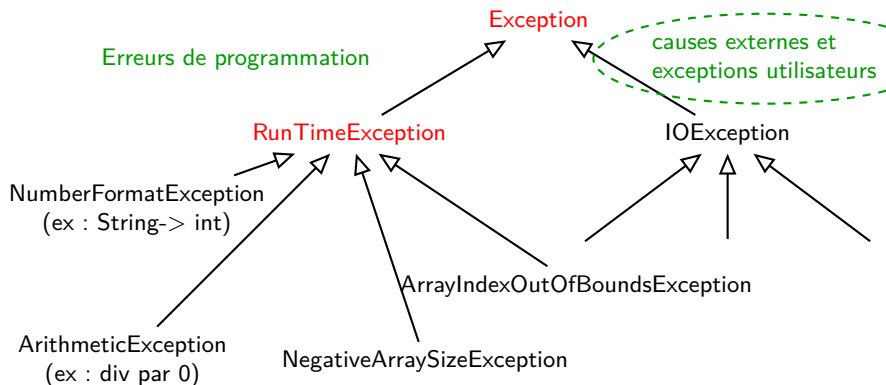 Exception
Erreurs de programmation
causes externes et
exceptions utilisateurs
RunTimeException
IOException
NumberFormatException
(ex : String-> int)
ArrayIndexOutOfBoundsException
ArithmeticException
(ex : div par 0)
NegativeArraySizeException